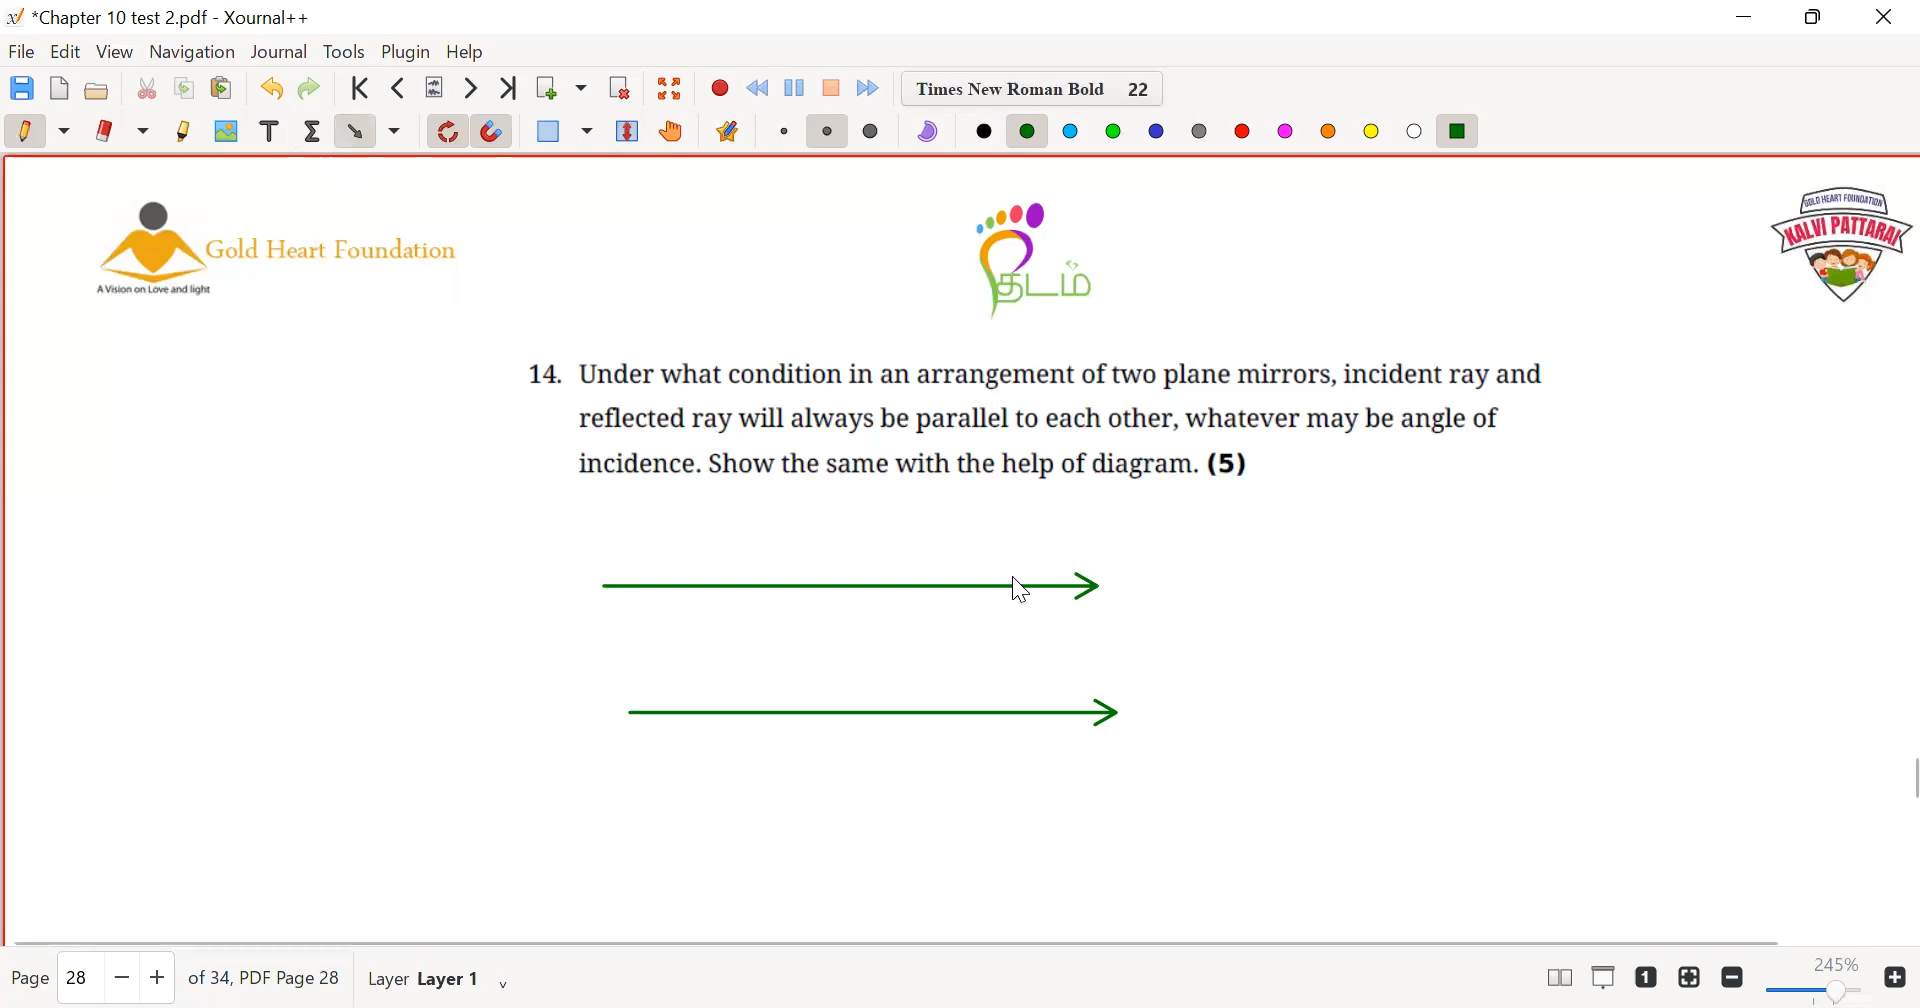 *Chapter 10 test 2.pdf - Xournal++
File Edit View Navigation Journal Tools Plugin Help
Times New Roman Bold 22
Gold Heart Foundation
A Vision on Love and light
தடம்
GOLD HEART FOUNDATION
KALVI PATTARAI
14. Under what condition in an arrangement of two plane mirrors, incident ray and
reflected ray will always be parallel to each other, whatever may be angle of
incidence. Show the same with the help of diagram. (5)
Page 28 of 34, PDF Page 28 Layer Layer 1 245%